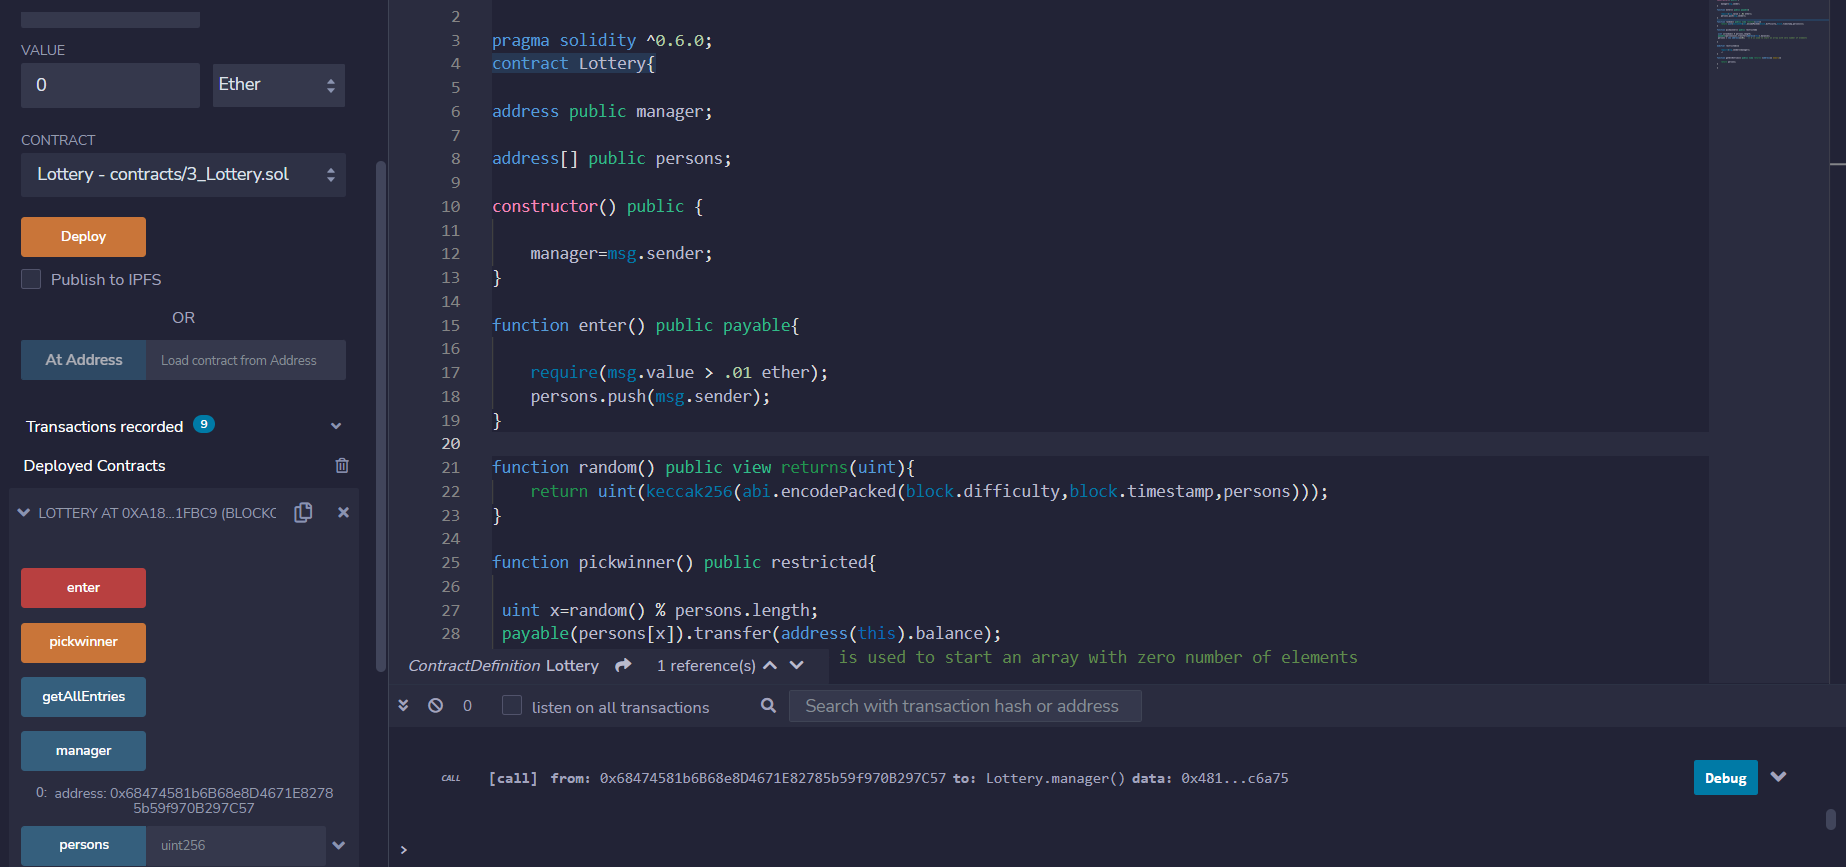 VALUE
0
Ether
CONTRACT
Lottery - contracts/3_Lottery.sol
Deploy
Publish to IPFS
OR
At Address
Load contract from Address
Transactions recorded 9
Deployed Contracts
LOTTERY AT 0XA18...1FBC9 (BLOCKC
enter
pickwinner
getAllEntries
manager
0: address: 0x68474581b6B68e8D4671E8278
5b59f970B297C57
persons
uint256
2
3 pragma solidity ^0.6.0;
4 contract Lottery{
5
6 address public manager;
7
8 address[] public persons;
9
10 constructor() public {
11
12 manager=msg.sender;
13 }
14
15 function enter() public payable{
16
17 require(msg.value > .01 ether);
18 persons.push(msg.sender);
19 }
20
21 function random() public view returns(uint){
22 return uint(keccak256(abi.encodePacked(block.difficulty,block.timestamp,persons)));
23 }
24
25 function pickwinner() public restricted{
26
27 uint x=random() % persons.length;
28 payable(persons[x]).transfer(address(this).balance);
is used to start an array with zero number of elements
ContractDefinition Lottery 1 reference(s)
0
listen on all transactions
Search with transaction hash or address
CALL [call] from: 0x68474581b6B68e8D4671E82785b59f970B297C57 to: Lottery.manager() data: 0x481...c6a75
Debug
>